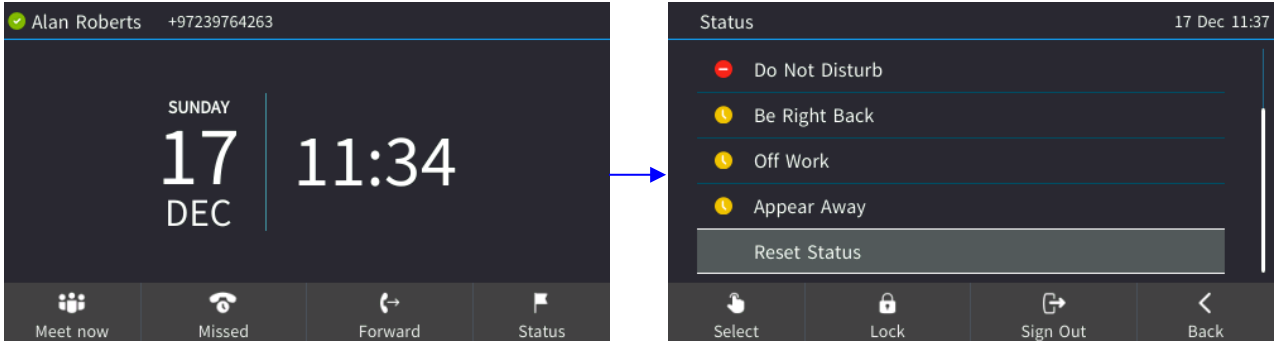 Alan Roberts +97239764263
SUNDAY
17
DEC
11:34
Meet now Missed Forward Status
Status 17 Dec 11:37
Do Not Disturb
Be Right Back
Off Work
Appear Away
Reset Status
Select Lock Sign Out Back